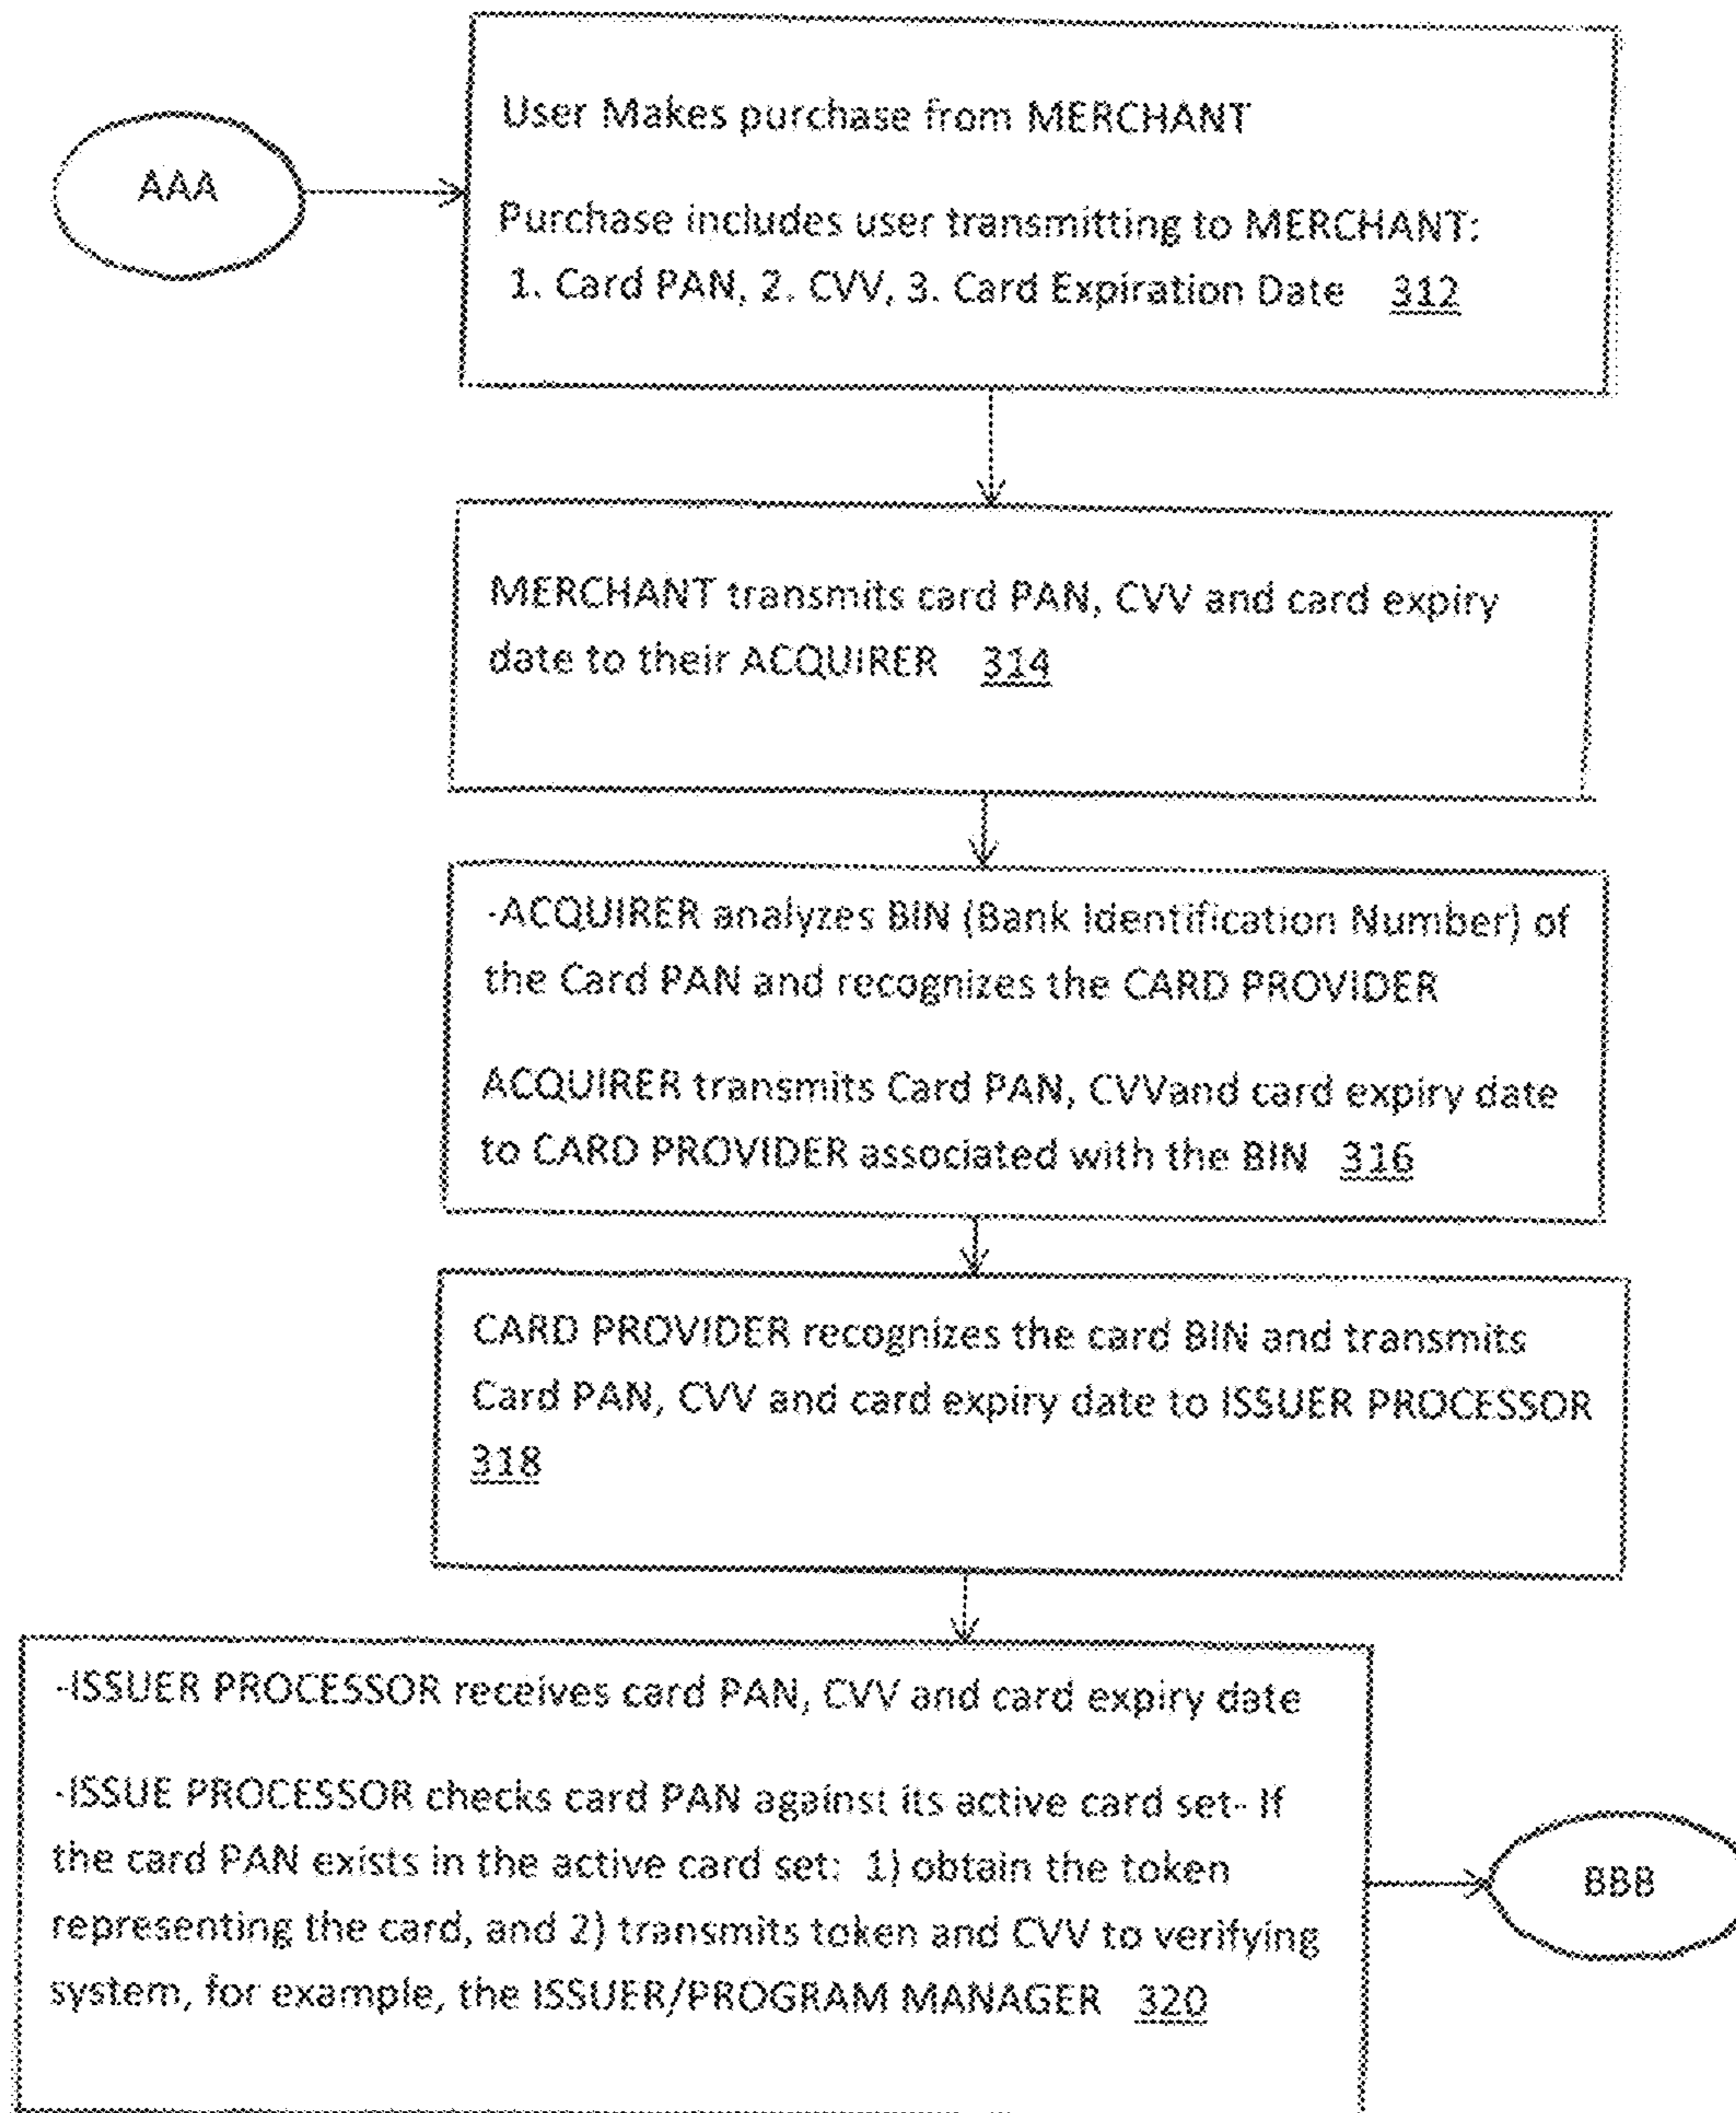 AAA
User Makes purchase from MERCHANT
Purchase includes user transmitting to MERCHANT:
1. Card PAN, 2. CVV, 3. Card Expiration Date 312
MERCHANT transmits card PAN, CVV and card expiry
date to their ACQUIRER 314
-ACQUIRER analyzes BIN (Bank Identification Number) of
the Card PAN and recognizes the CARD PROVIDER
ACQUIRER transmits Card PAN, CVVand card expiry date
to CARD PROVIDER associated with the BIN 316
CARD PROVIDER recognizes the card BIN and transmits
Card PAN, CVV and card expiry date to ISSUER PROCESSOR
318
-ISSUER PROCESSOR receives card PAN, CVV and card expiry date
-ISSUE PROCESSOR checks card PAN against its active card set- If
the card PAN exists in the active card set: 1) obtain the token
representing the card, and 2) transmits token and CVV to verifying
system, for example, the ISSUER/PROGRAM MANAGER 320
BBB